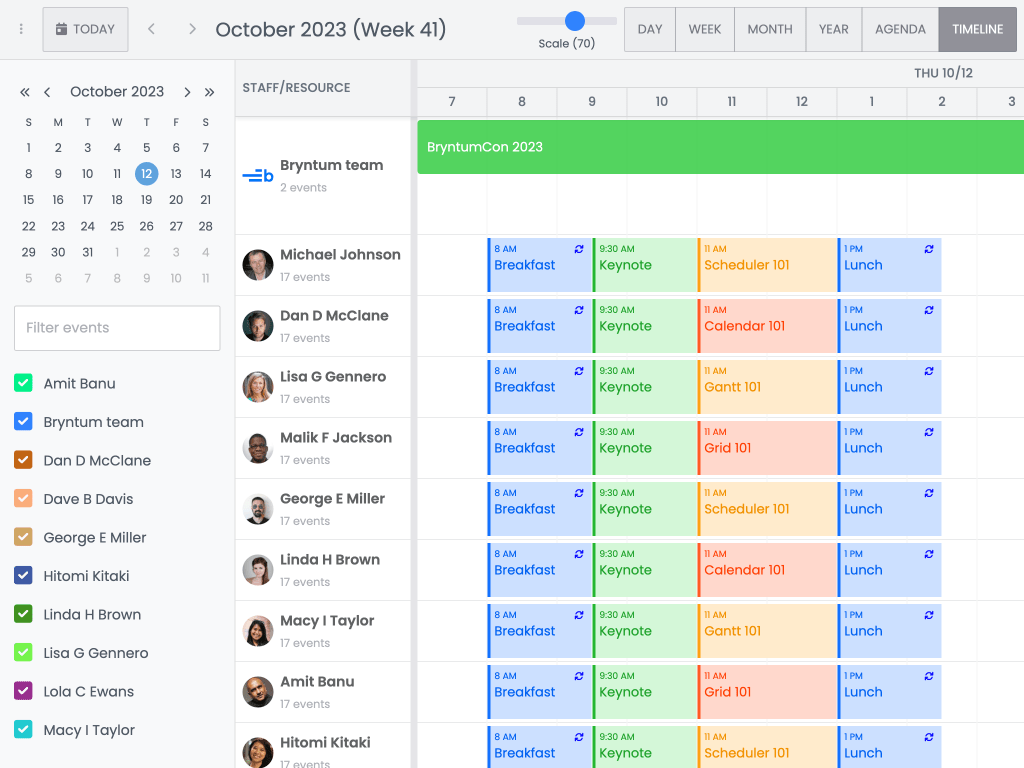 TODAY
October 2023 (Week 41)
Scale (70)
DAY WEEK MONTH YEAR AGENDA TIMELINE
« ‹ October 2023 › »
S M T W T F S
1 2 3 4 5 6 7
8 9 10 11 12 13 14
15 16 17 18 19 20 21
22 23 24 25 26 27 28
29 30 31 1 2 3 4
5 6 7 8 9 10 11
Filter events
Amit Banu
Bryntum team
Dan D McClane
Dave B Davis
George E Miller
Hitomi Kitaki
Linda H Brown
Lisa G Gennero
Lola C Ewans
Macy I Taylor
STAFF/RESOURCE
THU 10/12
7 8 9 10 11 12 1 2 3
Bryntum team
2 events
BryntumCon 2023
Michael Johnson
17 events
8 AM 9:30 AM 11 AM 1 PM
Breakfast Keynote Scheduler 101 Lunch
Dan D McClane
17 events
8 AM 9:30 AM 11 AM 1 PM
Breakfast Keynote Calendar 101 Lunch
Lisa G Gennero
17 events
8 AM 9:30 AM 11 AM 1 PM
Breakfast Keynote Gantt 101 Lunch
Malik F Jackson
17 events
8 AM 9:30 AM 11 AM 1 PM
Breakfast Keynote Grid 101 Lunch
George E Miller
17 events
8 AM 9:30 AM 11 AM 1 PM
Breakfast Keynote Scheduler 101 Lunch
Linda H Brown
17 events
8 AM 9:30 AM 11 AM 1 PM
Breakfast Keynote Calendar 101 Lunch
Macy I Taylor
17 events
8 AM 9:30 AM 11 AM 1 PM
Breakfast Keynote Gantt 101 Lunch
Amit Banu
17 events
8 AM 9:30 AM 11 AM 1 PM
Breakfast Keynote Grid 101 Lunch
Hitomi Kitaki
17 events
8 AM 9:30 AM 11 AM 1 PM
Breakfast Keynote Scheduler 101 Lunch